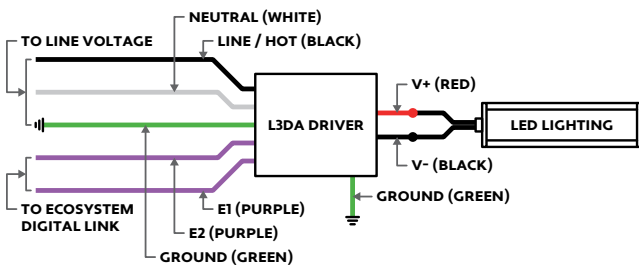 NEUTRAL (WHITE)
TO LINE VOLTAGE
LINE / HOT (BLACK)
V+ (RED)
L3DA DRIVER
LED LIGHTING
V- (BLACK)
GROUND (GREEN)
TO ECOSYSTEM
DIGITAL LINK
E1 (PURPLE)
E2 (PURPLE)
GROUND (GREEN)